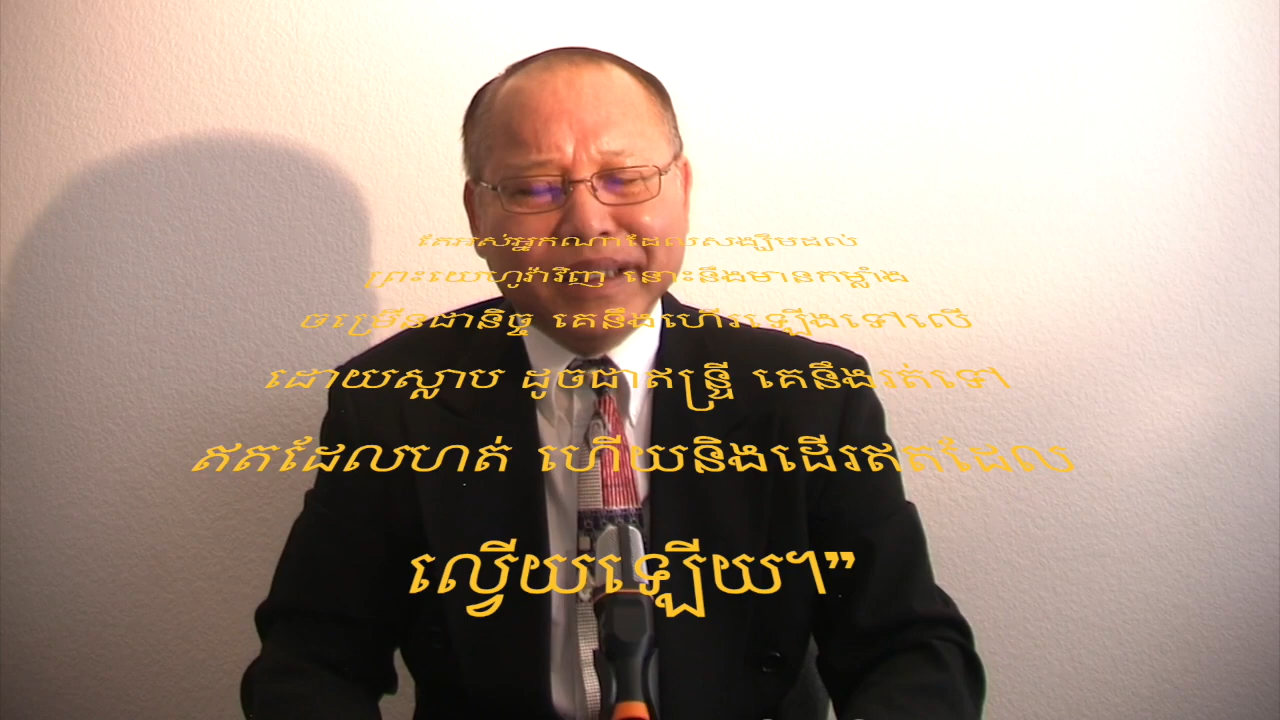 តែអស់អ្នកណាដែលសង្ឃឹមដល់
ព្រះយេហូវ៉ាវិញ នោះនឹងមានកម្លាំង
ចម្រើនជានិច្ច គេនឹងហើរឡើងទៅលើ
ដោយស្លាប ដូចជាឥន្ទ្រី គេនឹងរត់ទៅ
ឥតដែលហត់ ហើយនិងដើរឥតដែល
ល្វើយឡើយ។”